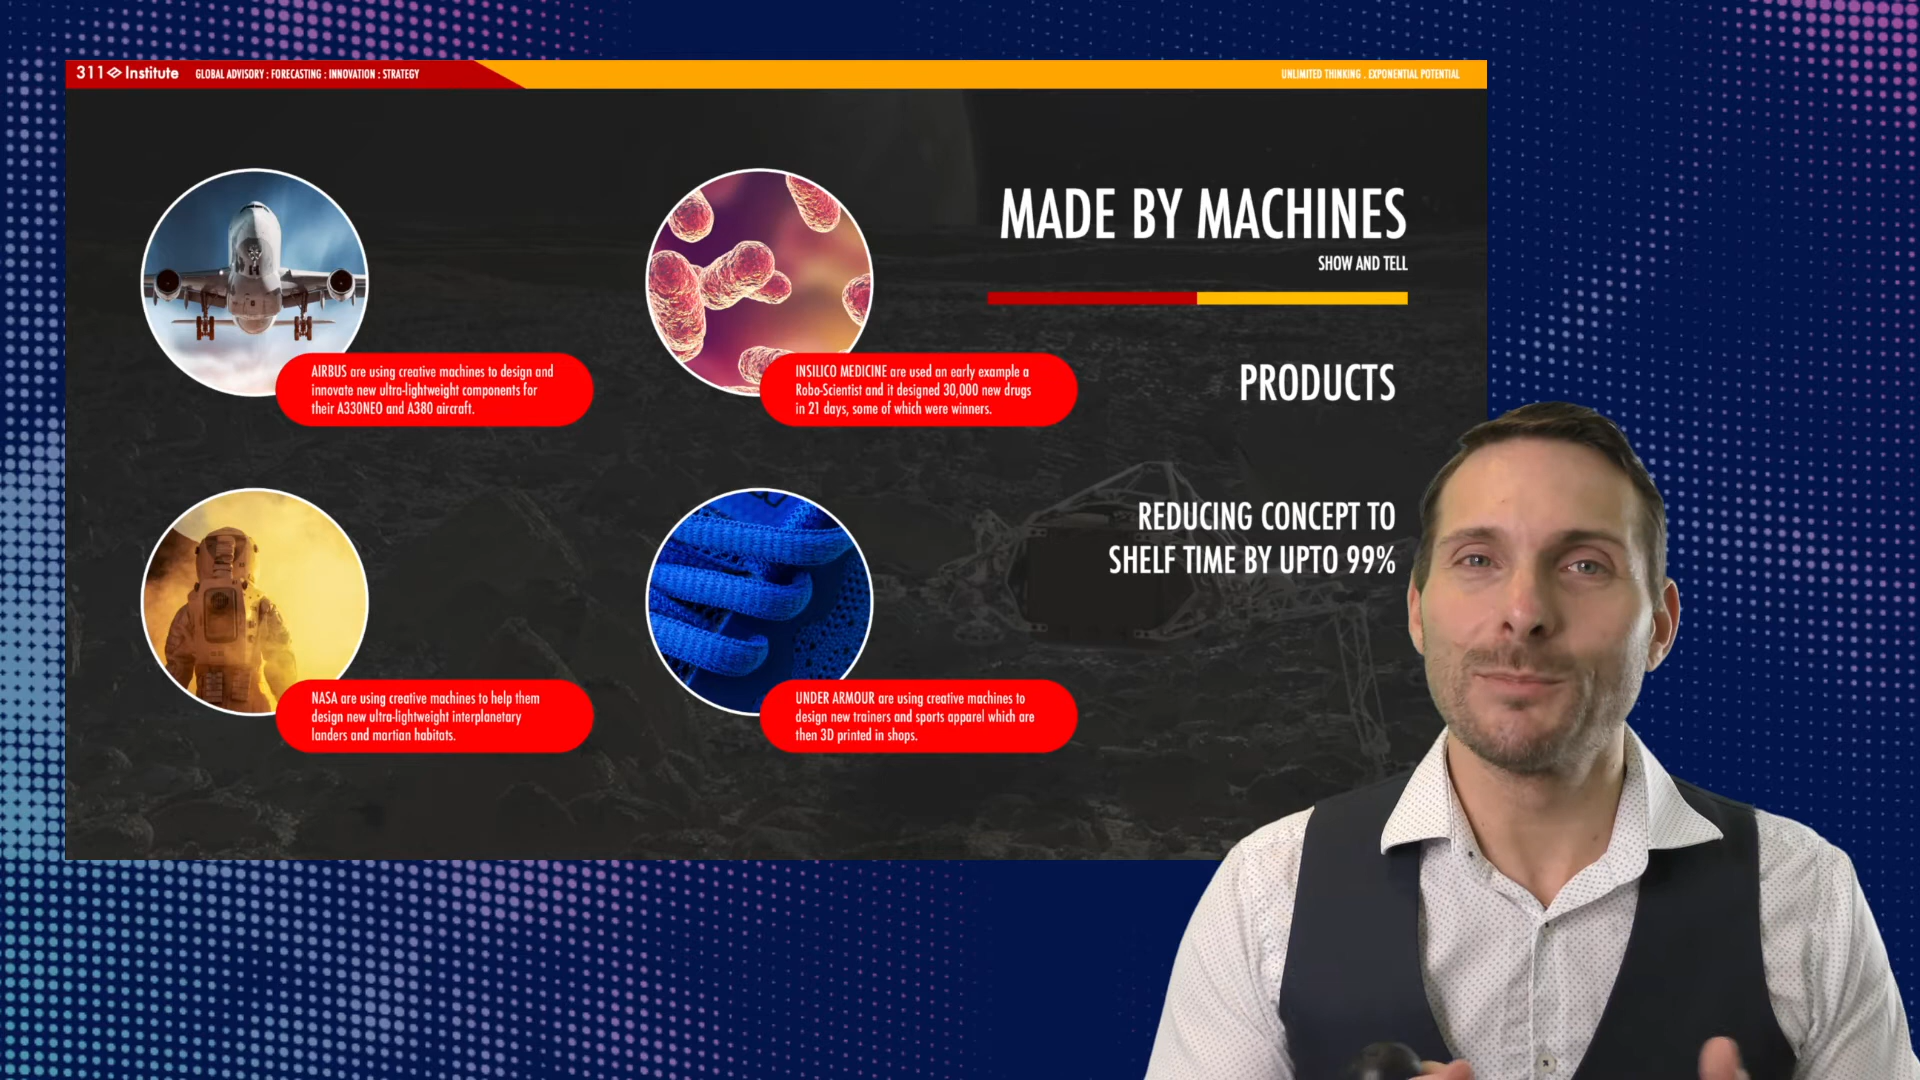 311 Institute
GLOBAL ADVISORY : FORECASTING : INNOVATION : STRATEGY
UNLIMITED THINKING . EXPONENTIAL POTENTIAL
MADE BY MACHINES
SHOW AND TELL
AIRBUS are using creative machines to design and
innovate new ultra-lightweight components for
their A330NEO and A380 aircraft.
INSILICO MEDICINE are used an early example a
Robo-Scientist and it designed 30,000 new drugs
in 21 days, some of which were winners.
PRODUCTS
REDUCING CONCEPT TO
SHELF TIME BY UPTO 99%
NASA are using creative machines to help them
design new ultra-lightweight interplanetary
landers and martian habitats.
UNDER ARMOUR are using creative machines to
design new trainers and sports apparel which are
then 3D printed in shops.